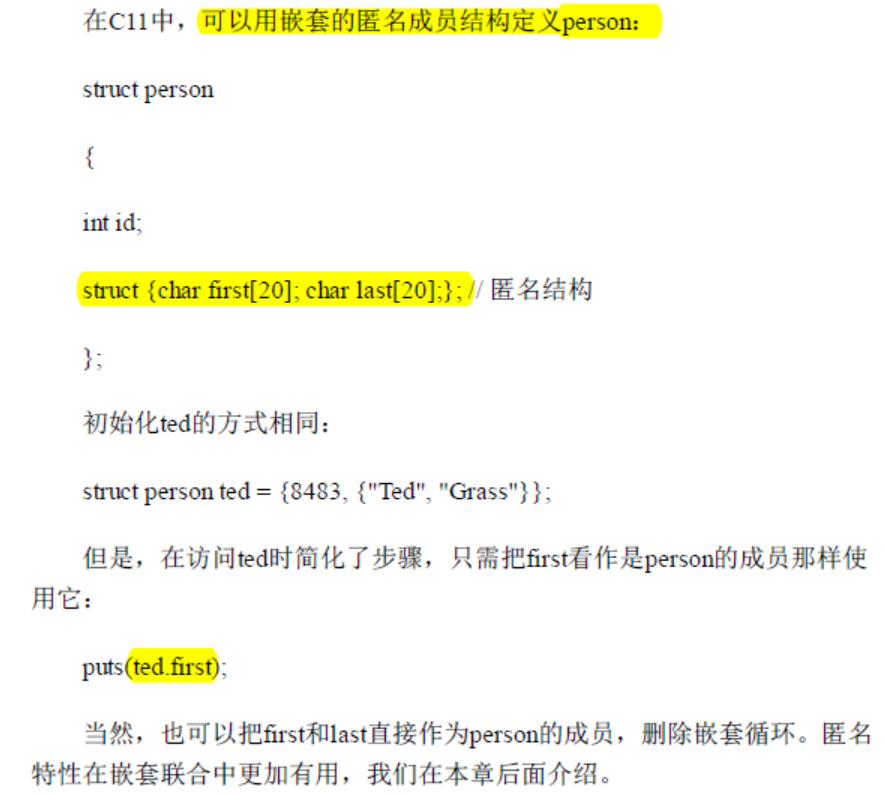 在C11中，可以用嵌套的匿名成员结构定义person：
struct person
{
int id;
struct {char first[20]; char last[20];}; // 匿名结构
};
初始化ted的方式相同：
struct person ted = {8483, {"Ted", "Grass"}};
但是，在访问ted时简化了步骤，只需把first看作是person的成员那样使
用它：
puts(ted.first);
当然，也可以把first和last直接作为person的成员，删除嵌套循环。匿名
特性在嵌套联合中更加有用，我们在本章后面介绍。